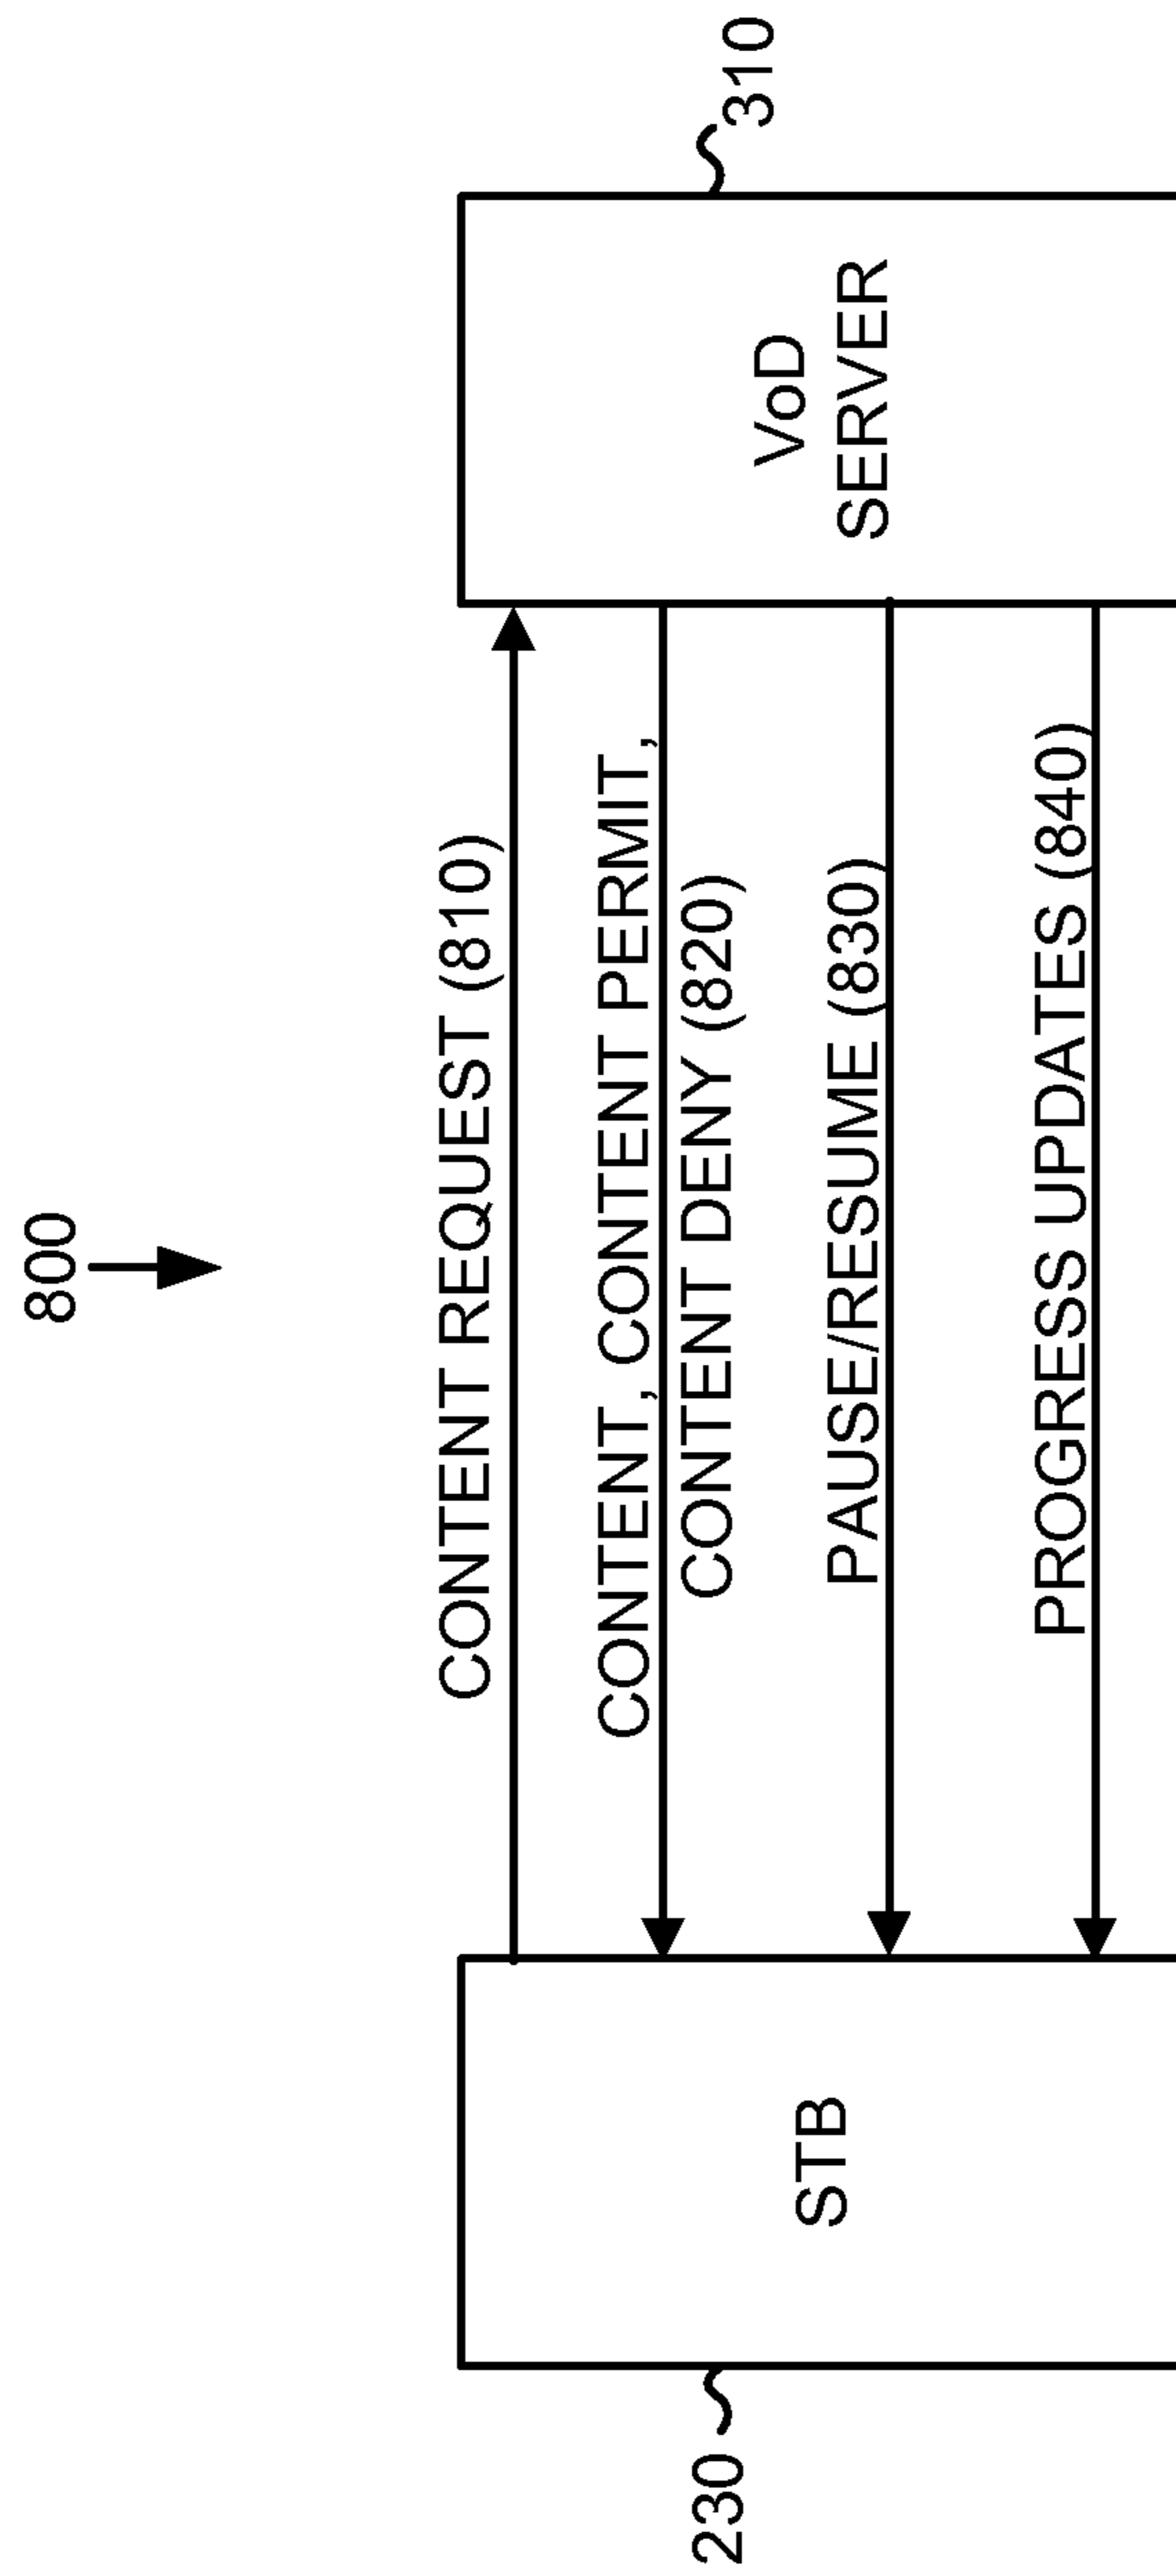 800
CONTENT REQUEST (810)
CONTENT, CONTENT PERMIT,
CONTENT DENY (820)
PAUSE/RESUME (830)
PROGRESS UPDATES (840)
230
STB
VoD
SERVER
310